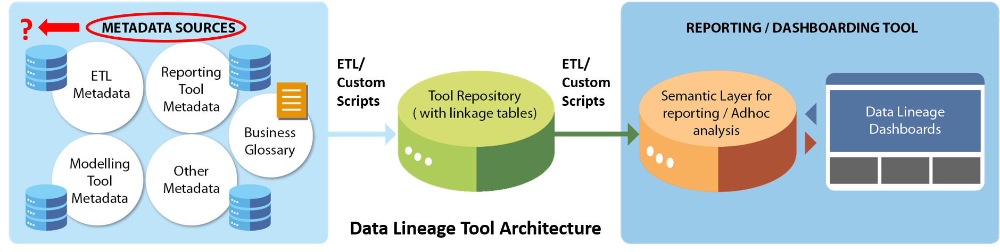 ?
METADATA SOURCES
ETL
Metadata
Reporting
Tool
Metadata
Business
Glossary
Modelling
Tool
Metadata
Other
Metadata
ETL/
Custom
Scripts
Tool Repository
( with linkage tables)
ETL/
Custom
Scripts
REPORTING / DASHBOARDING TOOL
Semantic Layer for
reporting / Adhoc
analysis
Data Lineage
Dashboards
Data Lineage Tool Architecture